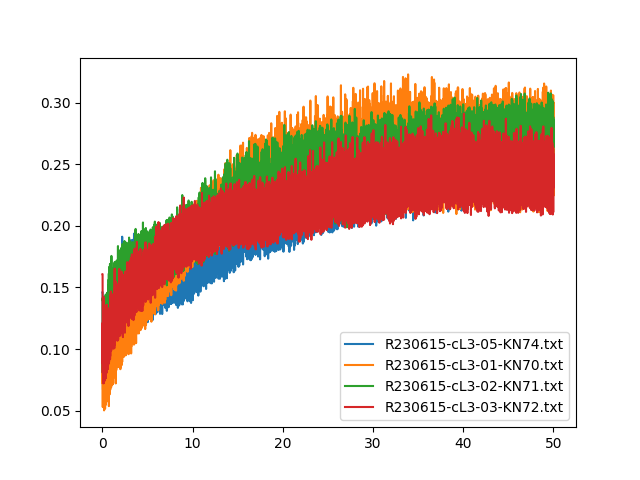 0.30
0.25
0.20
0.15
0.10
0.05
R230615-cL3-05-KN74.txt
R230615-cL3-01-KN70.txt
R230615-cL3-02-KN71.txt
R230615-cL3-03-KN72.txt
0 10 20 30 40 50